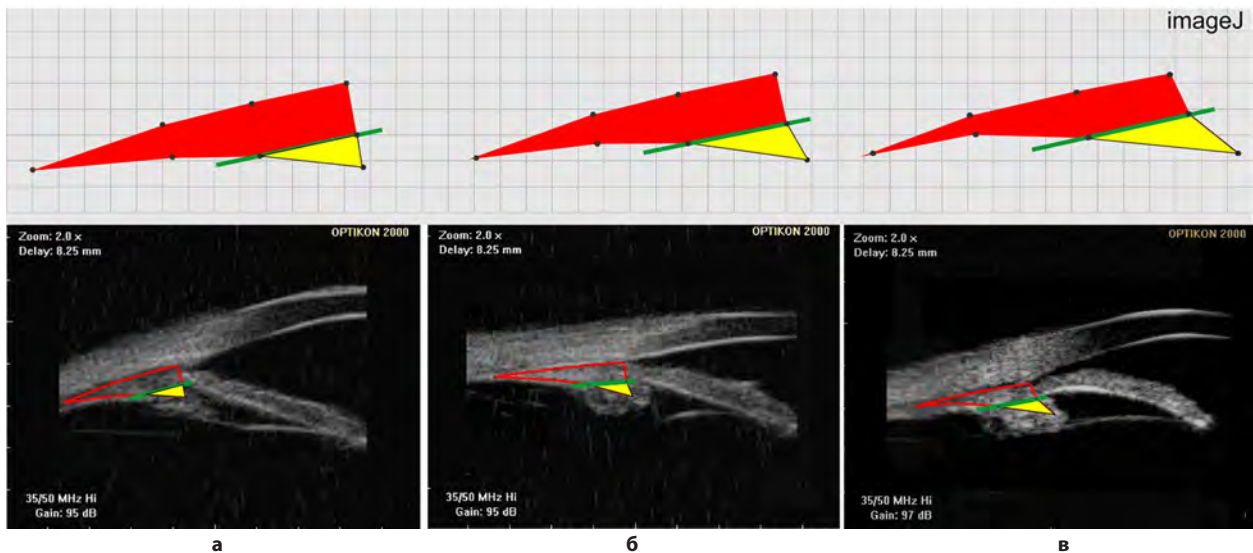 imageJ
Zoom: 2.0 x
OPTIKON 2000
Delay: 8.25 mm
35/50 MHz Hi
Gain: 95 dB
Zoom: 2.0 x
OPTIKON 2000
Delay: 8.25 mm
35/50 MHz Hi
Gain: 95 dB
Zoom: 2.0 x
OPTIKON 2000
Delay: 8.25 mm
35/50 MHz Hi
Gain: 97 dB
а
б
в